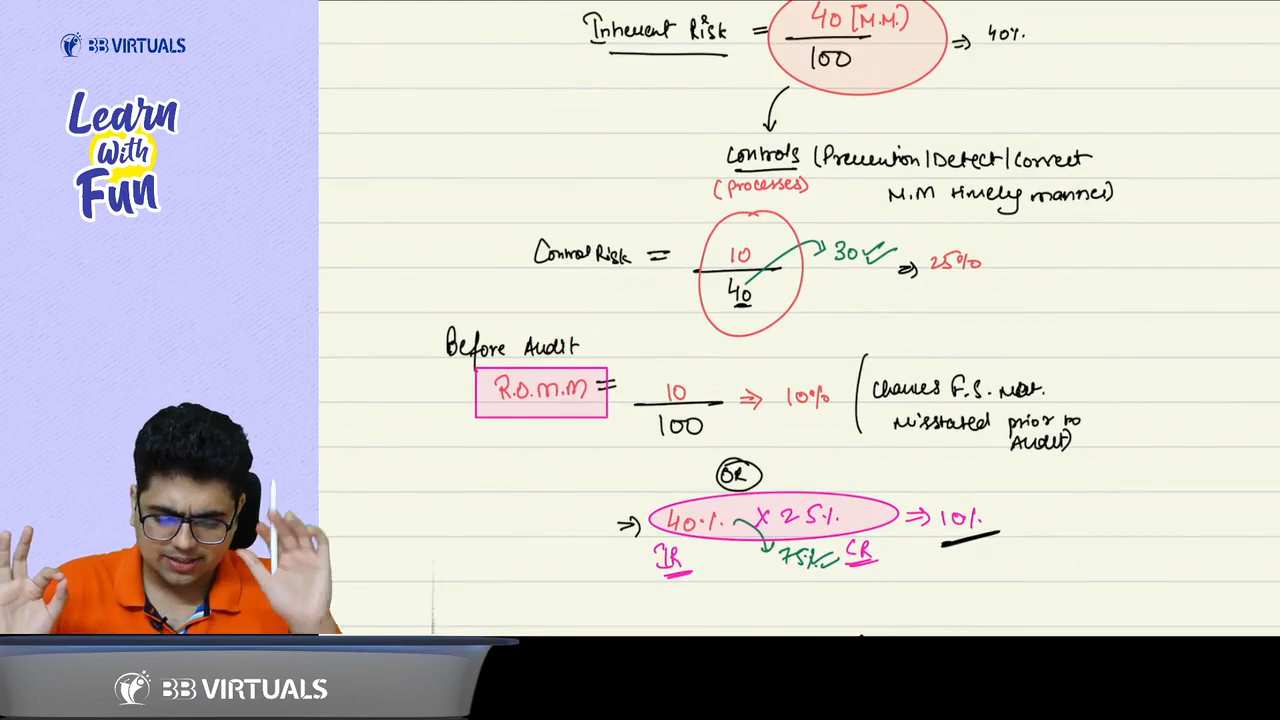 BB VIRTUALS
Learn
With
Fun
Inherent Risk = 40 [M.M.]
100
⇒ 40%
Controls (Prevention/Detect/Correct
(processes) M.M timely manner)
Control Risk = 10
40
30 ⇒ 25%
Before Audit
R.O.M.M = 10
100
⇒ 10%
(Chances F.S. Mat.
Misstated prior to
Audit)
OR
⇒ 40% x 25% ⇒ 10%
IR 75% CR
BB VIRTUALS